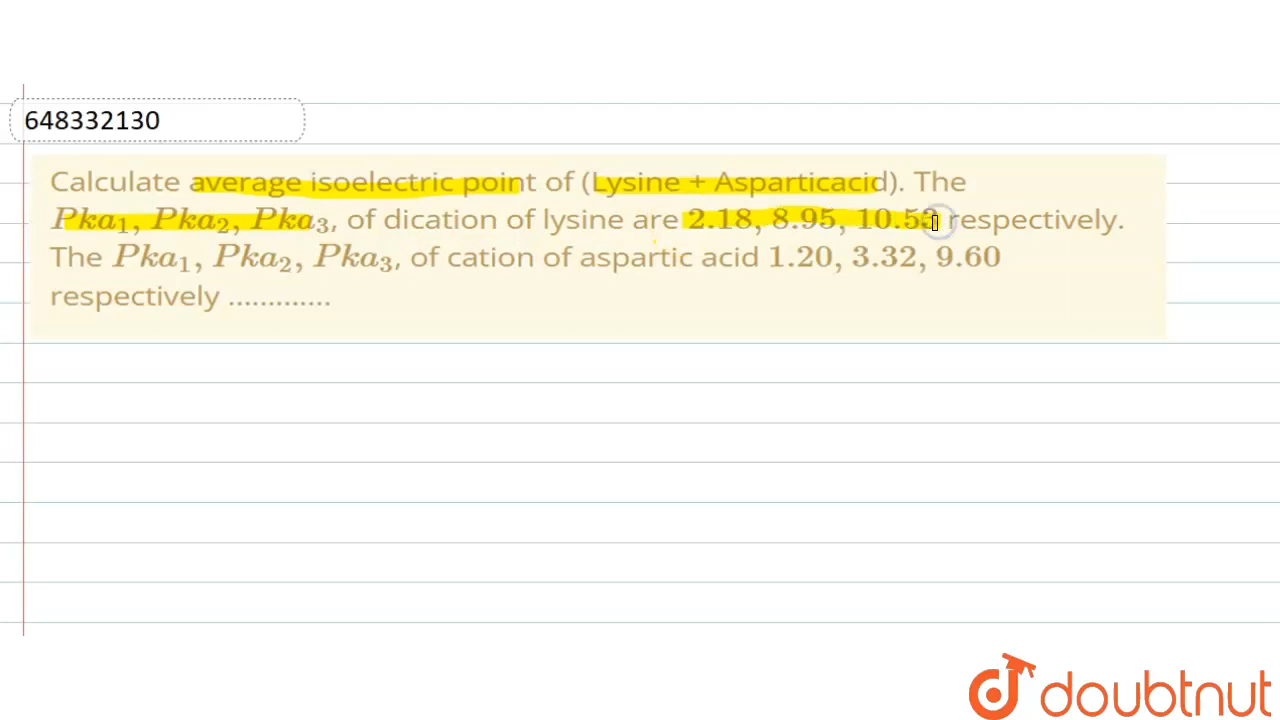 648332130
Calculate average isoelectric point of (Lysine + Asparticacid). The
Pka₁, Pka₂, Pka₃, of dication of lysine are 2.18, 8.95, 10.53 respectively.
The Pka₁, Pka₂, Pka₃, of cation of aspartic acid 1.20, 3.32, 9.60
respectively .............
doubtnut